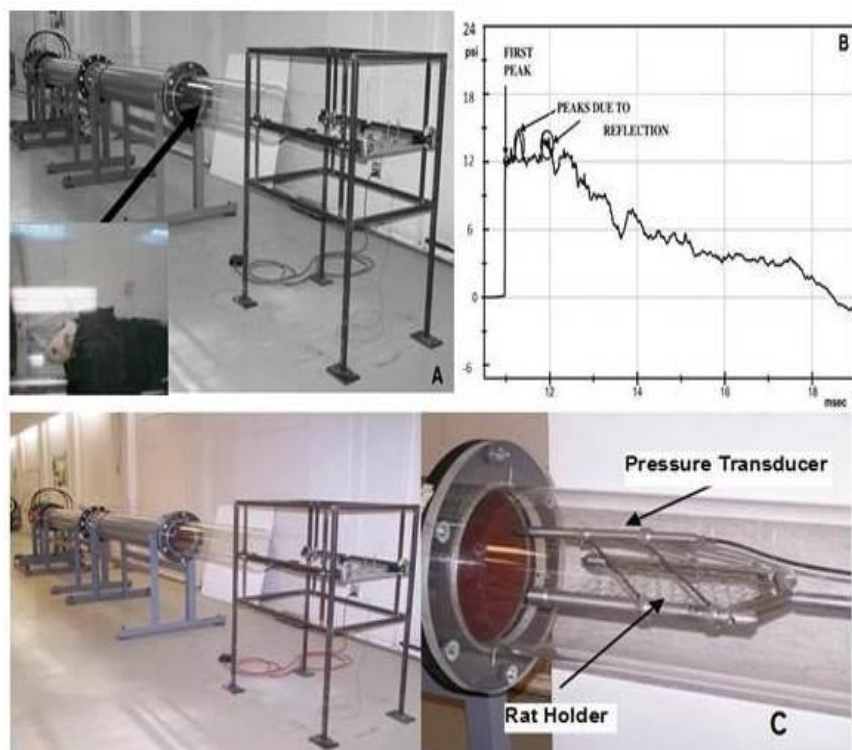 A
24
psi
18
12
6
0
-6
FIRST
PEAK
PEAKS DUE TO
REFLECTION
B
12
14
16
18
msec
Pressure Transducer
Rat Holder
C